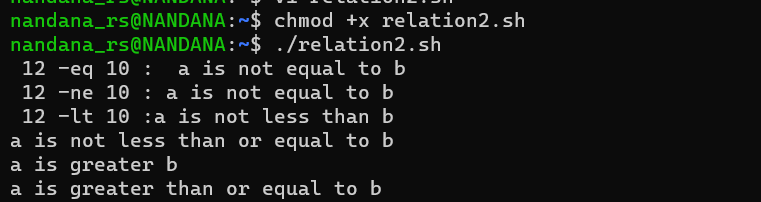 nandana_rs@NANDANA:~$ vi relation2.sh
nandana_rs@NANDANA:~$ chmod +x relation2.sh
nandana_rs@NANDANA:~$ ./relation2.sh
 12 -eq 10 :  a is not equal to b
 12 -ne 10 : a is not equal to b
 12 -lt 10 :a is not less than b
a is not less than or equal to b
a is greater b
a is greater than or equal to b